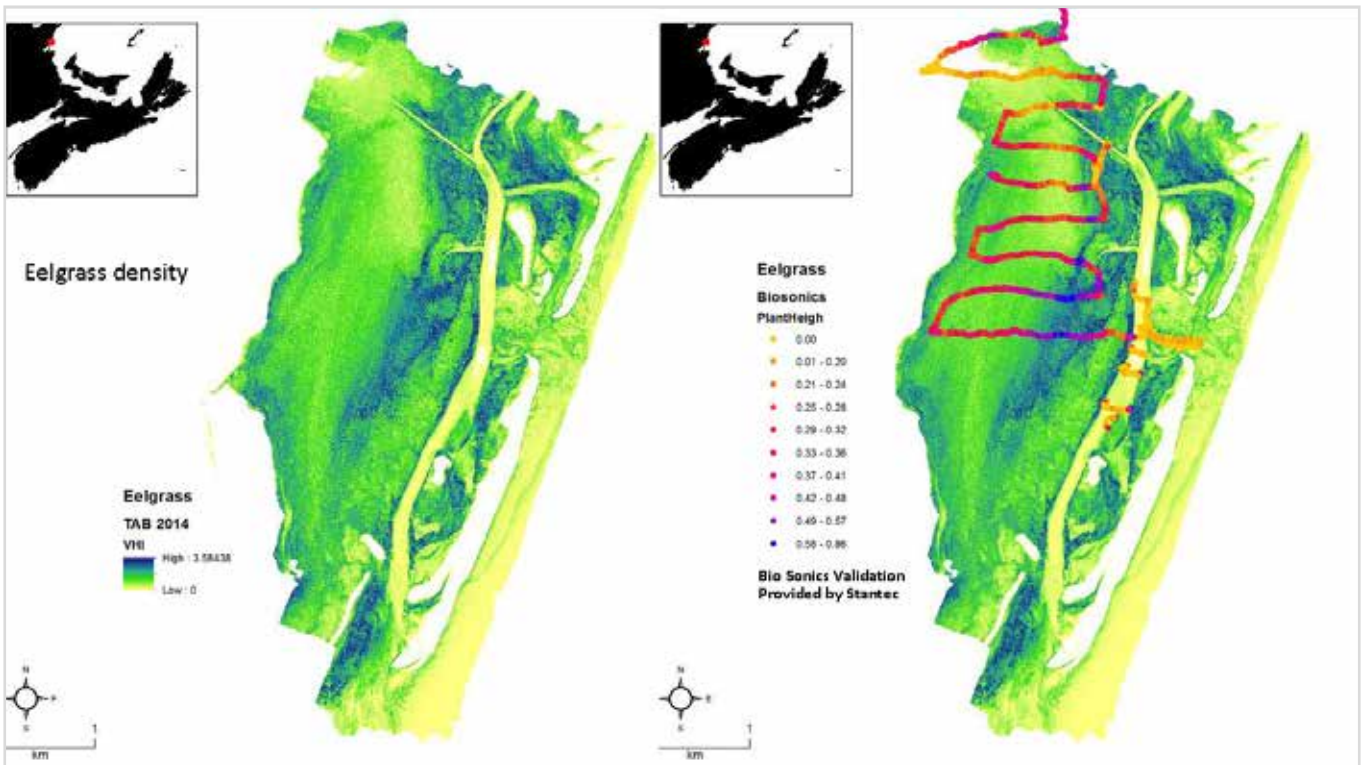 Eelgrass density
Eelgrass
TAB 2014
VHI
High : 3.58438
Low : 0
N
S
1
km
Eelgrass
Biosonics
PlantHeigh
0.00
0.01 - 0.20
0.21 - 0.24
0.25 - 0.28
0.29 - 0.32
0.33 - 0.36
0.37 - 0.41
0.42 - 0.48
0.49 - 0.57
0.58 - 0.86
Bio Sonics Validation
Provided by Stantec
N
E
S
1
km